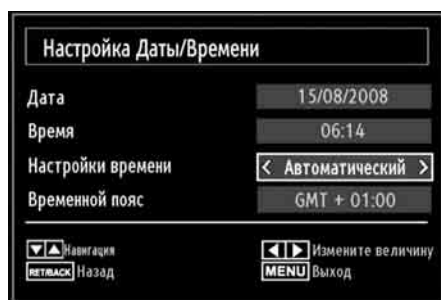 Настройка Даты/Времени
Дата 15/08/2008
Время 06:14
Настройки времени < Автоматический >
Временной пояс GMT + 01:00
▼▲ Навигация ◀▶ Измените величину
RET/BACK Назад MENU Выход